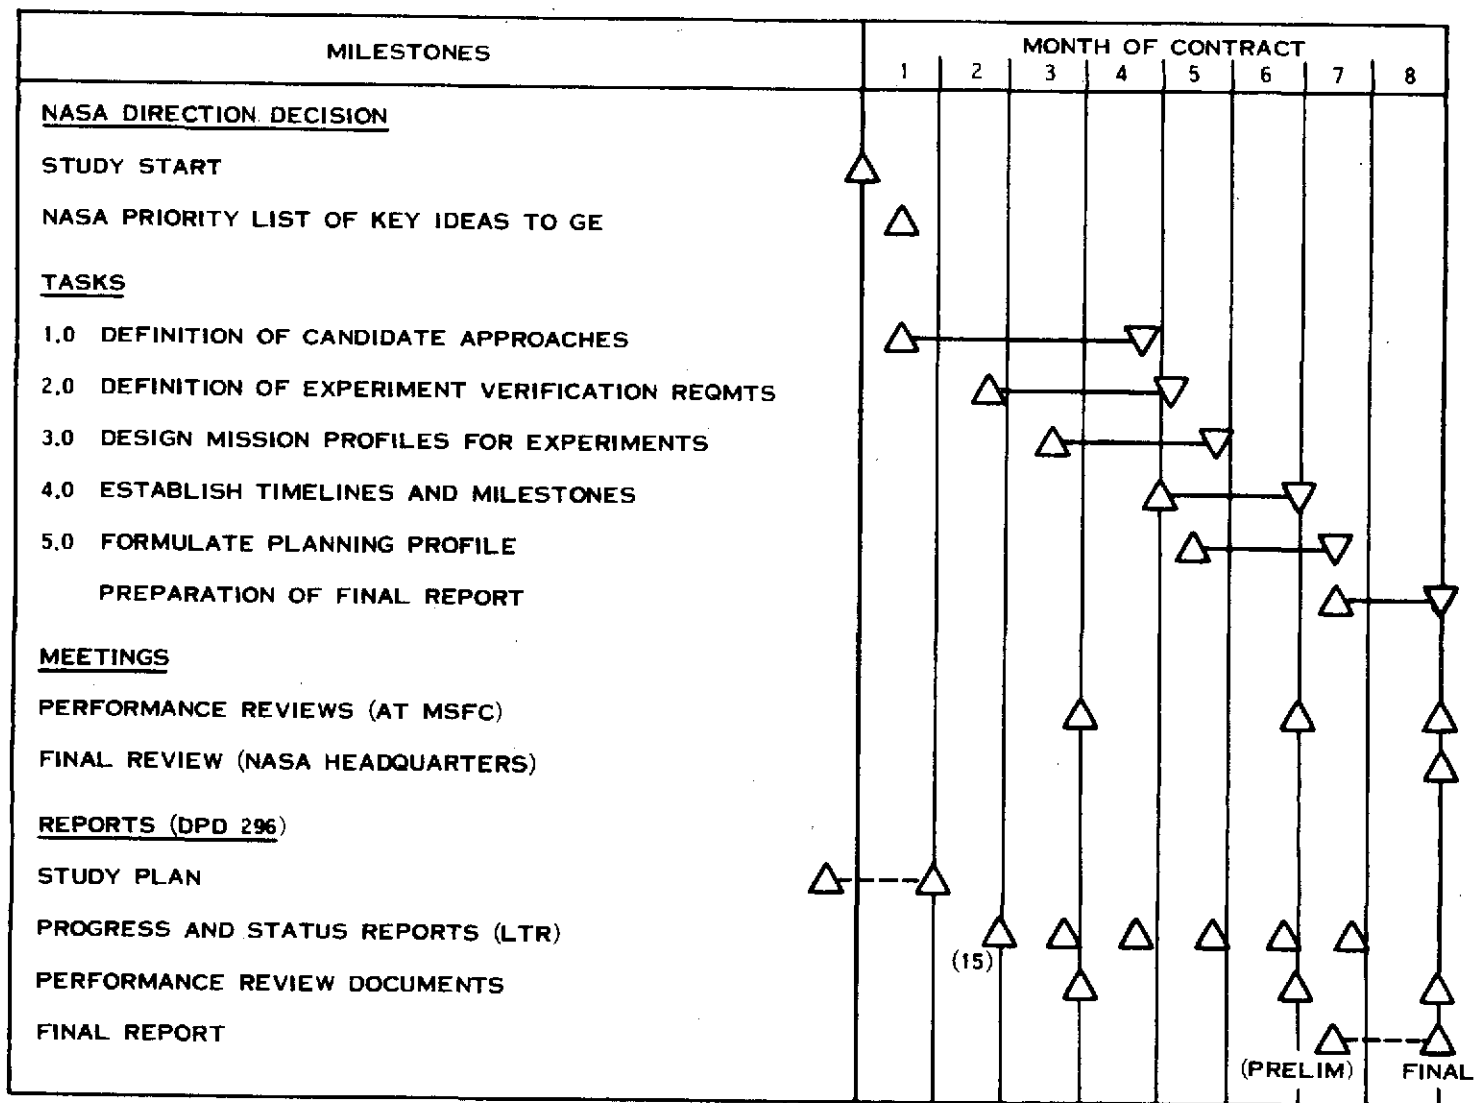 MILESTONES
MONTH OF CONTRACT
1 2 3 4 5 6 7 8
NASA DIRECTION DECISION
STUDY START
NASA PRIORITY LIST OF KEY IDEAS TO GE
TASKS
1.0 DEFINITION OF CANDIDATE APPROACHES
2.0 DEFINITION OF EXPERIMENT VERIFICATION REQMTS
3.0 DESIGN MISSION PROFILES FOR EXPERIMENTS
4.0 ESTABLISH TIMELINES AND MILESTONES
5.0 FORMULATE PLANNING PROFILE
PREPARATION OF FINAL REPORT
MEETINGS
PERFORMANCE REVIEWS (AT MSFC)
FINAL REVIEW (NASA HEADQUARTERS)
REPORTS (DPD 296)
STUDY PLAN
PROGRESS AND STATUS REPORTS (LTR)
(15)
PERFORMANCE REVIEW DOCUMENTS
FINAL REPORT
(PRELIM) FINAL